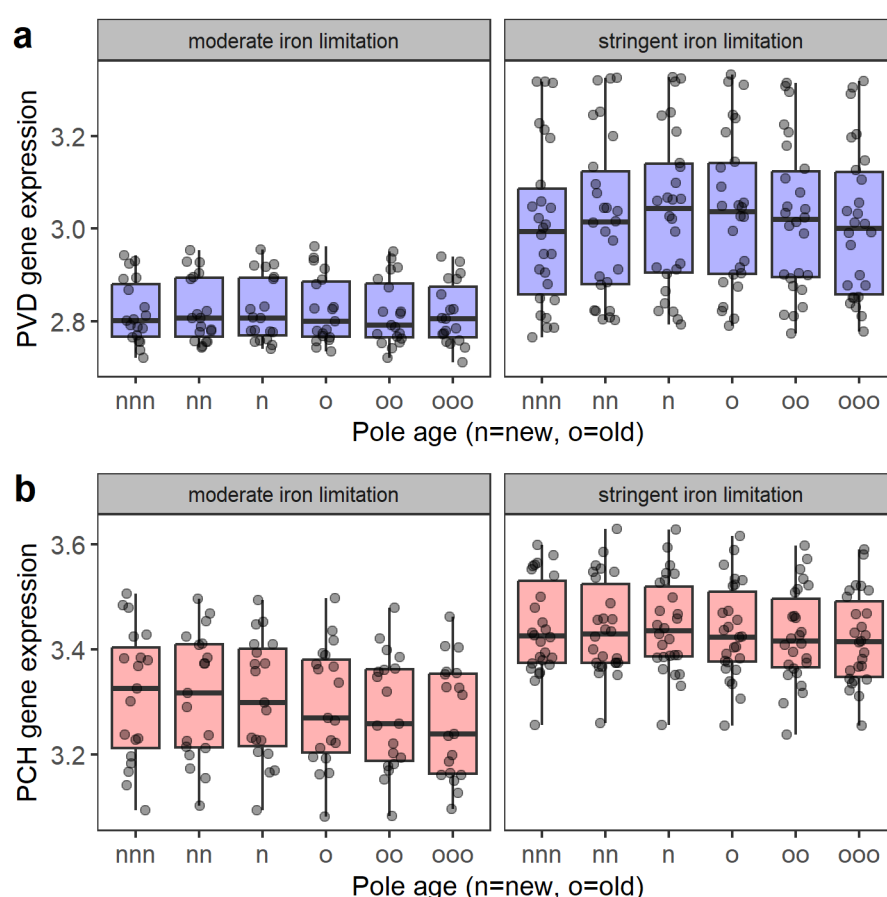 a
moderate iron limitation
stringent iron limitation
PVD gene expression
3.2
3.0
2.8
nnn nn n o oo ooo
nnn nn n o oo ooo
Pole age (n=new, o=old)
b
moderate iron limitation
stringent iron limitation
PCH gene expression
3.6
3.4
3.2
nnn nn n o oo ooo
nnn nn n o oo ooo
Pole age (n=new, o=old)